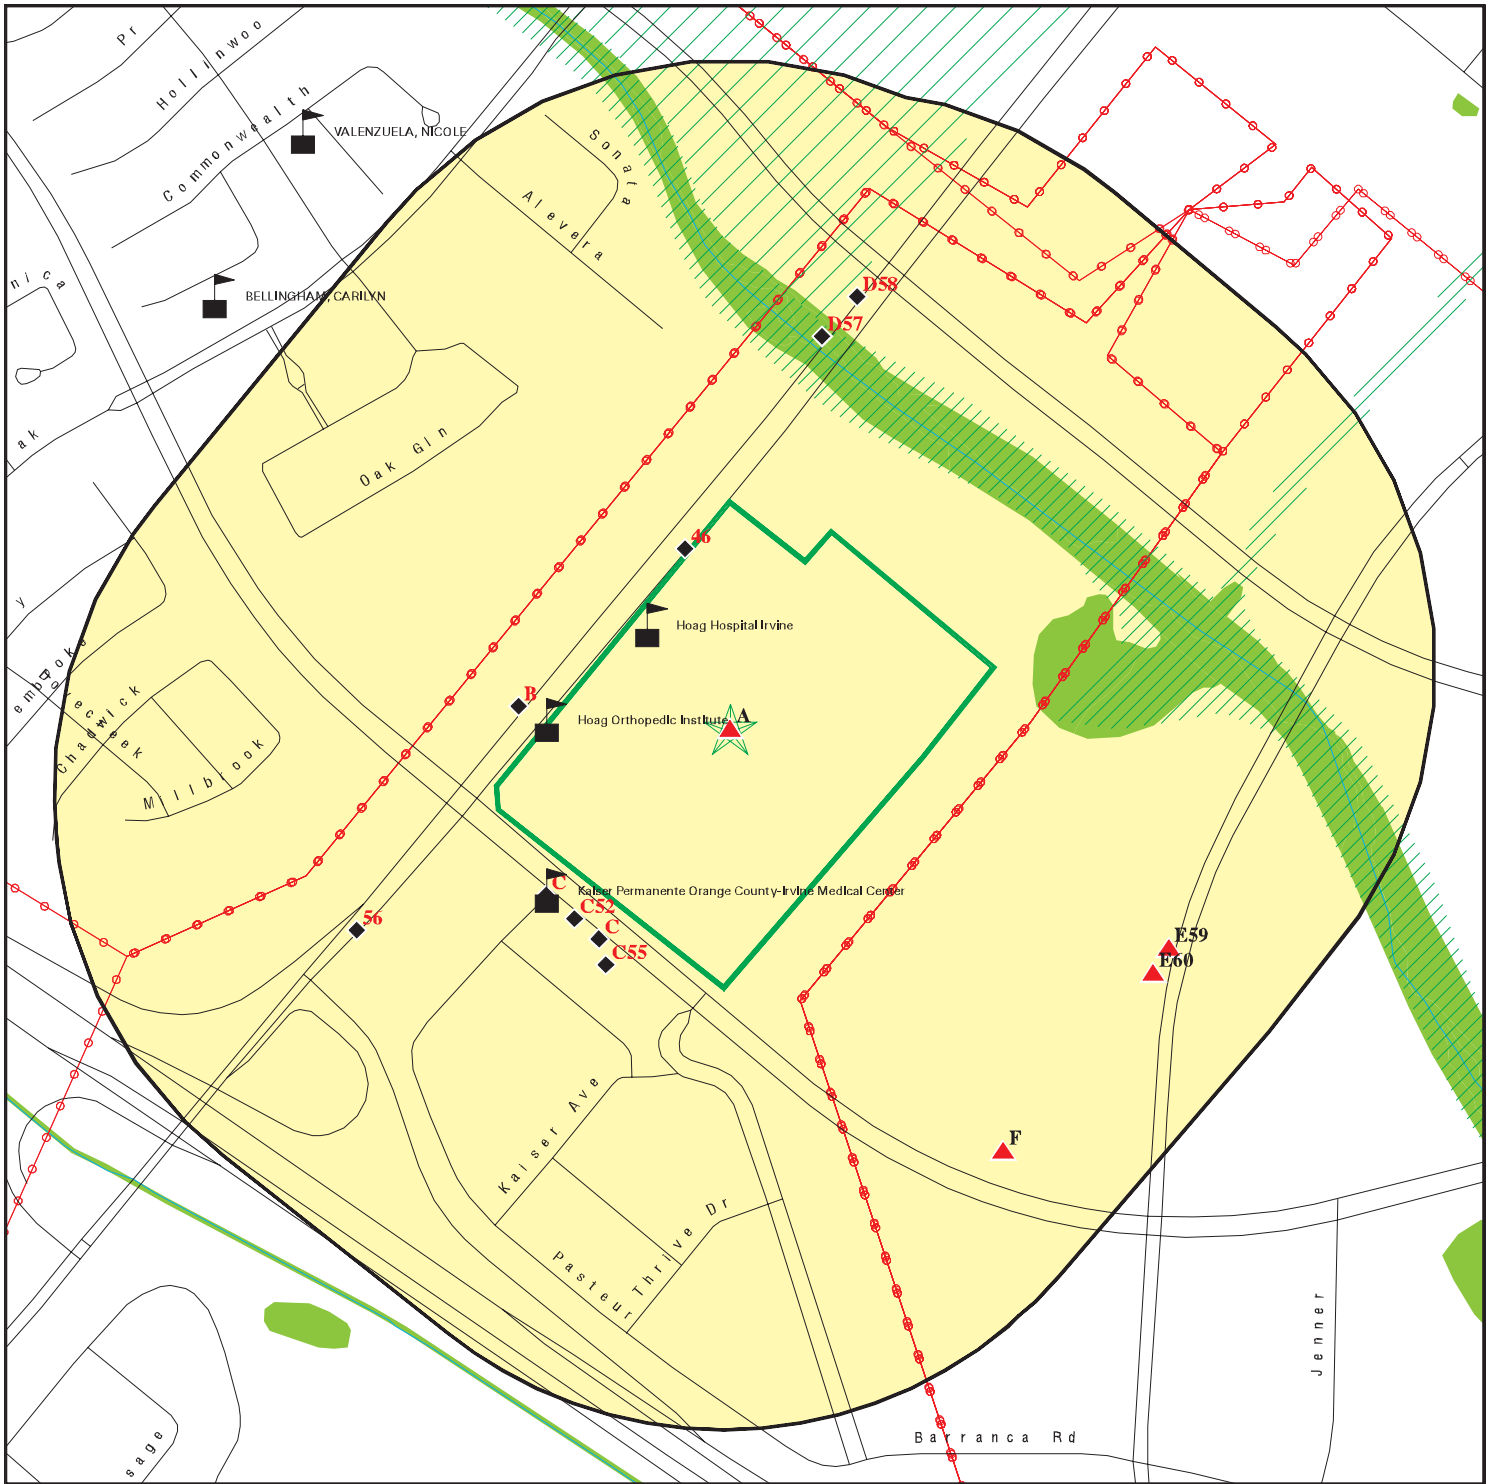 Pr
Hollinwoo
Commonwealth
VALENZUELA, NICOLE
Sonata
Alevera
nica
BELLINGHAM, CARILYN
D58
D57
ak
Oak Gln
46
Hoag Hospital Irvine
y
B
Hoag Orthopedic Institute
A
Chadwick
Millbrook
C
Kaiser Permanente Orange County-Irvine Medical Center
C52
C
C55
56
E59
E60
Kaiser Ave
F
Thrive Dr
Pasteur
Jenner
Barranca Rd
sage